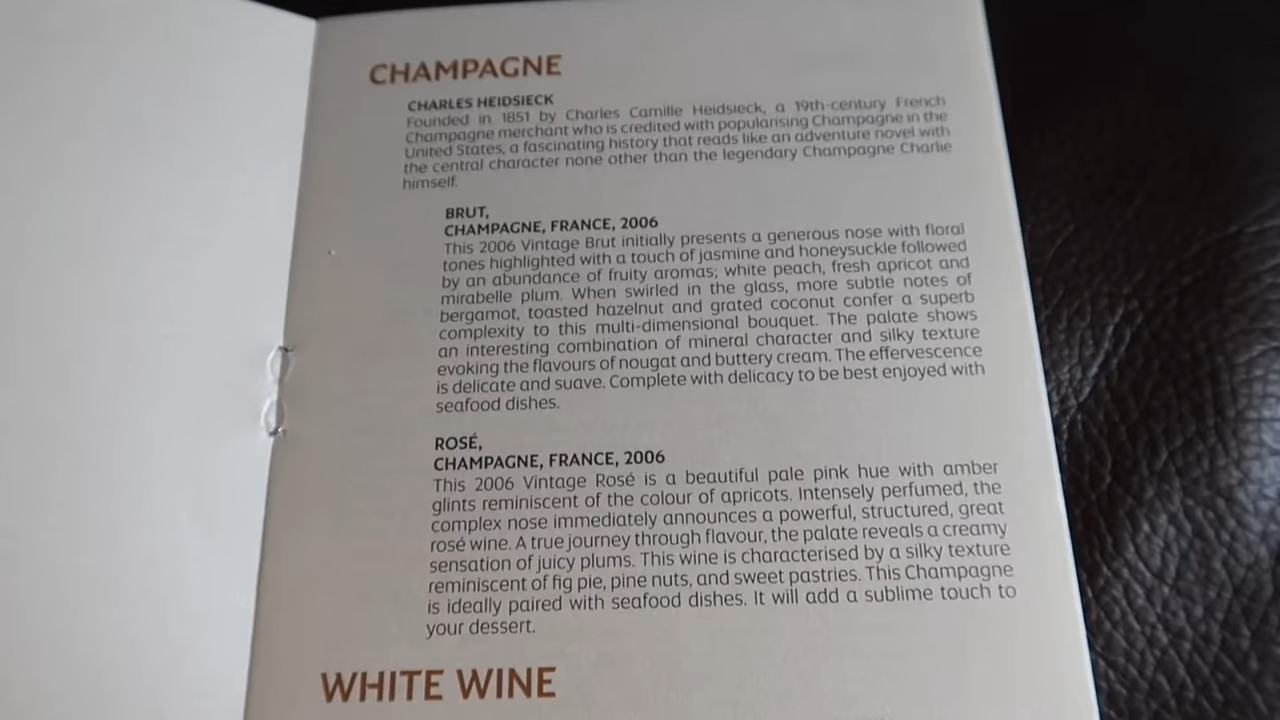 CHAMPAGNE
CHARLES HEIDSIECK
Founded in 1851 by Charles Camille Heidsieck, a 19th-century French
Champagne merchant who is credited with popularising Champagne in the
United States, a fascinating history that reads like an adventure novel with
the central character none other than the legendary Champagne Charlie
himself.
BRUT,
CHAMPAGNE, FRANCE, 2006
This 2006 Vintage Brut initially presents a generous nose with floral
tones highlighted with a touch of jasmine and honeysuckle followed
by an abundance of fruity aromas; white peach, fresh apricot and
mirabelle plum. When swirled in the glass, more subtle notes of
bergamot, toasted hazelnut and grated coconut confer a superb
complexity to this multi-dimensional bouquet. The palate shows
an interesting combination of mineral character and silky texture
evoking the flavours of nougat and buttery cream. The effervescence
is delicate and suave. Complete with delicacy to be best enjoyed with
seafood dishes.
ROSÉ,
CHAMPAGNE, FRANCE, 2006
This 2006 Vintage Rosé is a beautiful pale pink hue with amber
glints reminiscent of the colour of apricots. Intensely perfumed, the
complex nose immediately announces a powerful, structured, great
rosé wine. A true journey through flavour, the palate reveals a creamy
sensation of juicy plums. This wine is characterised by a silky texture
reminiscent of fig pie, pine nuts, and sweet pastries. This Champagne
is ideally paired with seafood dishes. It will add a sublime touch to
your dessert.
WHITE WINE